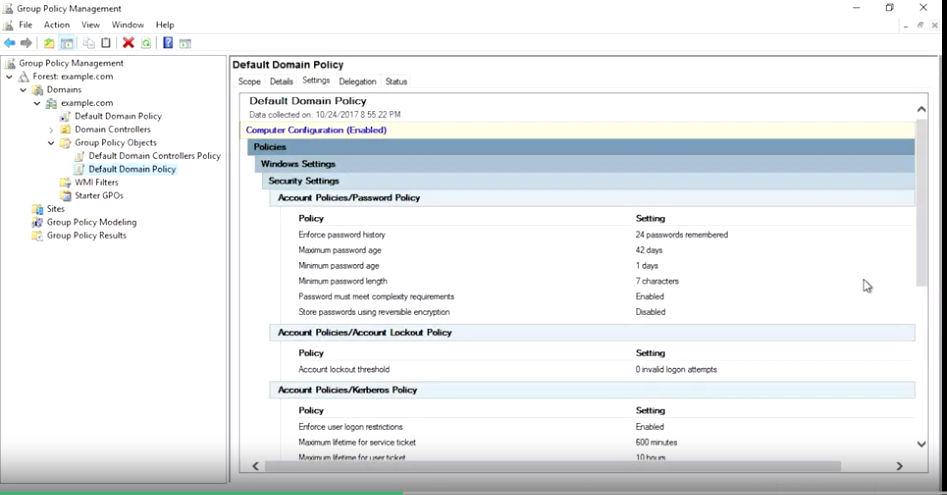 Group Policy Management
File Action View Window Help
Group Policy Management
Forest: example.com
Domains
example.com
Default Domain Policy
Domain Controllers
Group Policy Objects
Default Domain Controllers Policy
Default Domain Policy
WMI Filters
Starter GPOs
Sites
Group Policy Modeling
Group Policy Results
Default Domain Policy
Scope Details Settings Delegation Status
Default Domain Policy
Data collected on: 10/24/2017 8:55:22 PM
Computer Configuration (Enabled)
Policies
Windows Settings
Security Settings
Account Policies/Password Policy
Policy Setting
Enforce password history 24 passwords remembered
Maximum password age 42 days
Minimum password age 1 days
Minimum password length 7 characters
Password must meet complexity requirements Enabled
Store passwords using reversible encryption Disabled
Account Policies/Account Lockout Policy
Policy Setting
Account lockout threshold 0 invalid logon attempts
Account Policies/Kerberos Policy
Policy Setting
Enforce user logon restrictions Enabled
Maximum lifetime for service ticket 600 minutes
Maximum lifetime for user ticket 10 hours